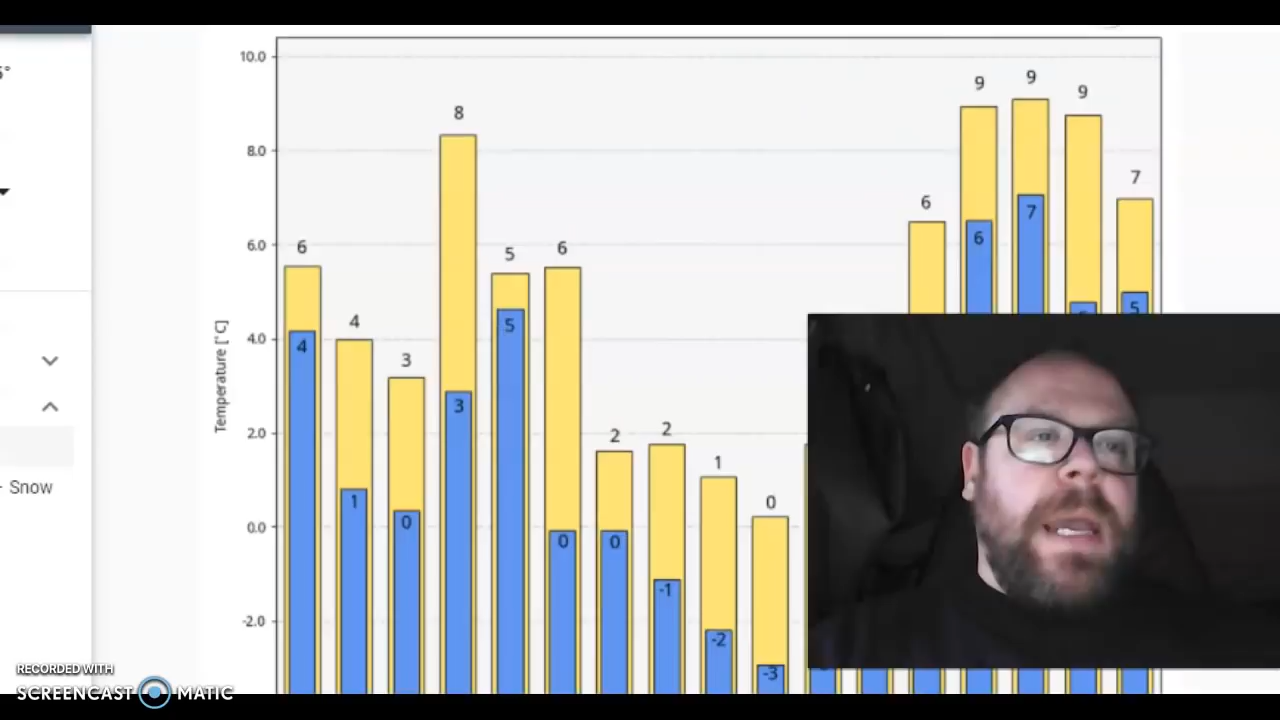 10.0
8.0
6.0
4.0
2.0
0.0
-2.0
Temperature [°C]
6 4 3 8 5 6 2 2 1 0 6 9 9 9 7
4 1 0 3 5 0 0 -1 -2 -3 6 7 5
Snow
RECORDED WITH
SCREENCAST MATIC